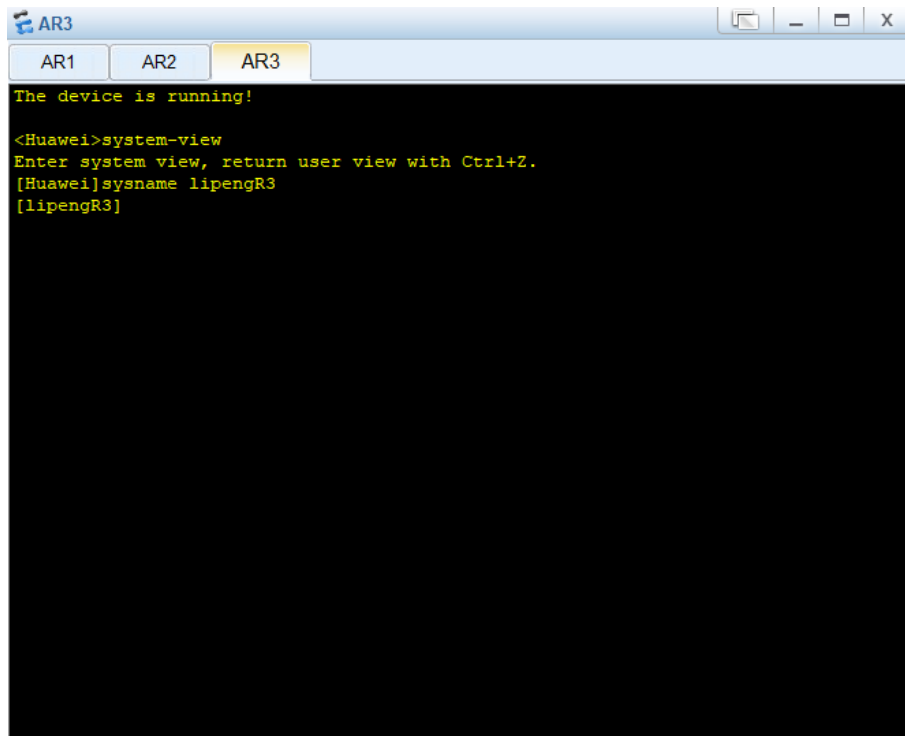 AR3
AR1 AR2 AR3
The device is running!
<Huawei>system-view
Enter system view, return user view with Ctrl+Z.
[Huawei]sysname lipengR3
[lipengR3]